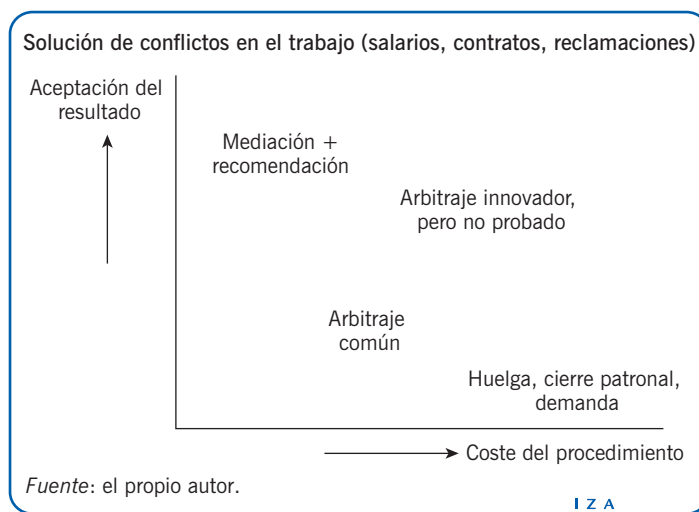 Solución de conflictos en el trabajo (salarios, contratos, reclamaciones)
Aceptación del
resultado
Mediación +
recomendación
Arbitraje innovador,
pero no probado
Arbitraje
común
Huelga, cierre patronal,
demanda
Coste del procedimiento
Fuente: el propio autor.
I Z A